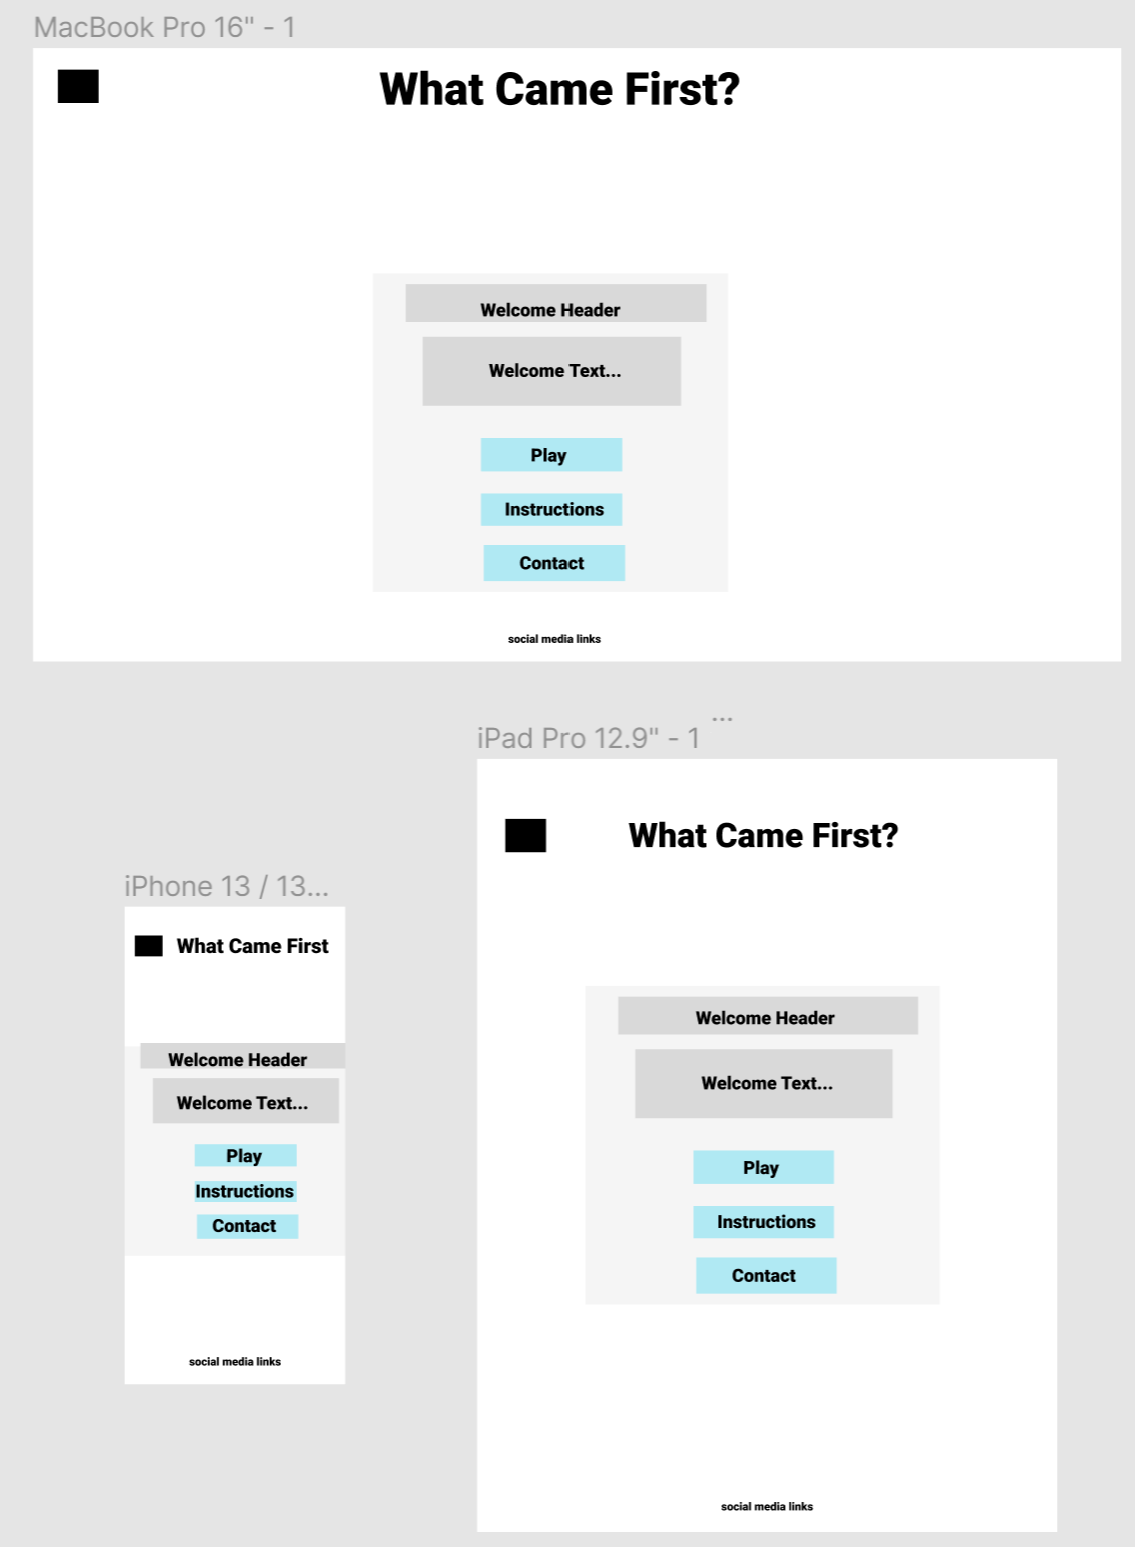 MacBook Pro 16" - 1
What Came First?
Welcome Header
Welcome Text...
Play
Instructions
Contact
social media links
...
iPad Pro 12.9" - 1
What Came First?
Welcome Header
Welcome Text...
Play
Instructions
Contact
social media links
iPhone 13 / 13...
What Came First
Welcome Header
Welcome Text...
Play
Instructions
Contact
social media links